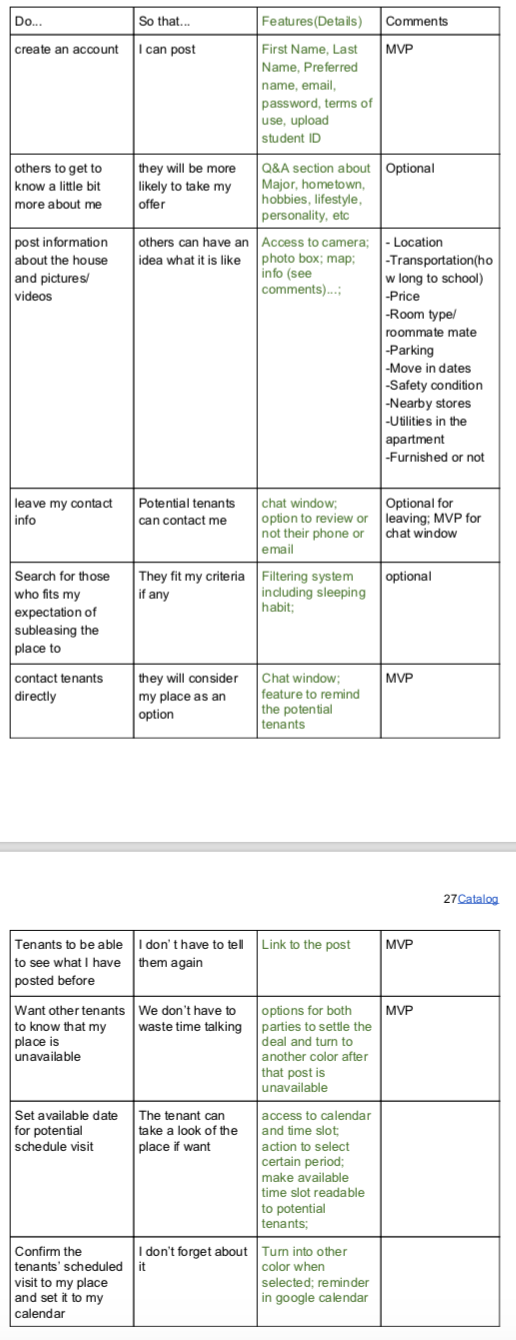 Do... So that... Features(Details) Comments
create an account I can post First Name, Last MVP
Name, Preferred
name, email,
password, terms of
use, upload
student ID
others to get to they will be more Q&A section about Optional
know a little bit likely to take my Major, hometown,
more about me offer hobbies, lifestyle,
personality, etc
post information others can have an Access to camera; - Location
about the house idea what it is like photo box; map; -Transportation(ho
and pictures/ info (see w long to school)
videos comments)...; -Price
-Room type/
roommate mate
-Parking
-Move in dates
-Safety condition
-Nearby stores
-Utilities in the
apartment
-Furnished or not
leave my contact Potential tenants chat window; Optional for
info can contact me option to review or leaving; MVP for
not their phone or chat window
email
Search for those They fit my criteria Filtering system optional
who fits my if any including sleeping
expectation of habit;
subleasing the
place to
contact tenants they will consider Chat window; MVP
directly my place as an feature to remind
option the potential
tenants
27Catalog
Tenants to be able I don' t have to tell Link to the post MVP
to see what I have them again
posted before
Want other tenants We don't have to options for both MVP
to know that my waste time talking parties to settle the
place is deal and turn to
unavailable another color after
that post is
unavailable
Set available date The tenant can access to calendar
for potential take a look of the and time slot;
schedule visit place if want action to select
certain period;
make available
time slot readable
to potential
tenants;
Confirm the I don't forget about Turn into other
tenants' scheduled it color when
visit to my place selected; reminder
and set it to my in google calendar
calendar